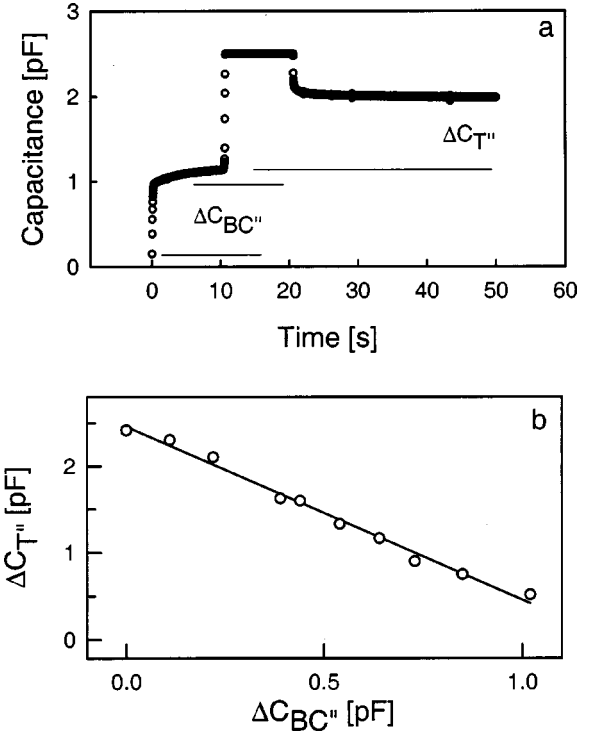 a
Capacitance [pF]
3
2
1
0
ΔC_T''
ΔC_BC''
0 10 20 30 40 50 60
Time [s]
b
ΔC_T'' [pF]
2
1
0
0.0 0.5 1.0
ΔC_BC'' [pF]